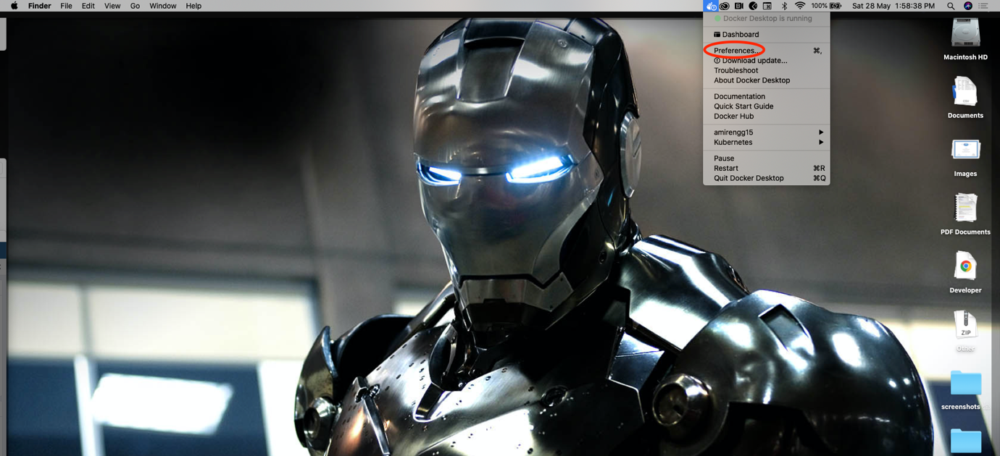 Finder File Edit View Go Window Help 100% Sat 28 May 1:58:38 PM
Docker Desktop is running
Dashboard
Preferences... ⌘,
Download update...
Troubleshoot
About Docker Desktop
Documentation
Quick Start Guide
Docker Hub
amirengg15
Kubernetes
Pause
Restart ⌘R
Quit Docker Desktop ⌘Q
Macintosh HD
Documents
Images
PDF Documents
Developer
ZIP
Other
screenshots